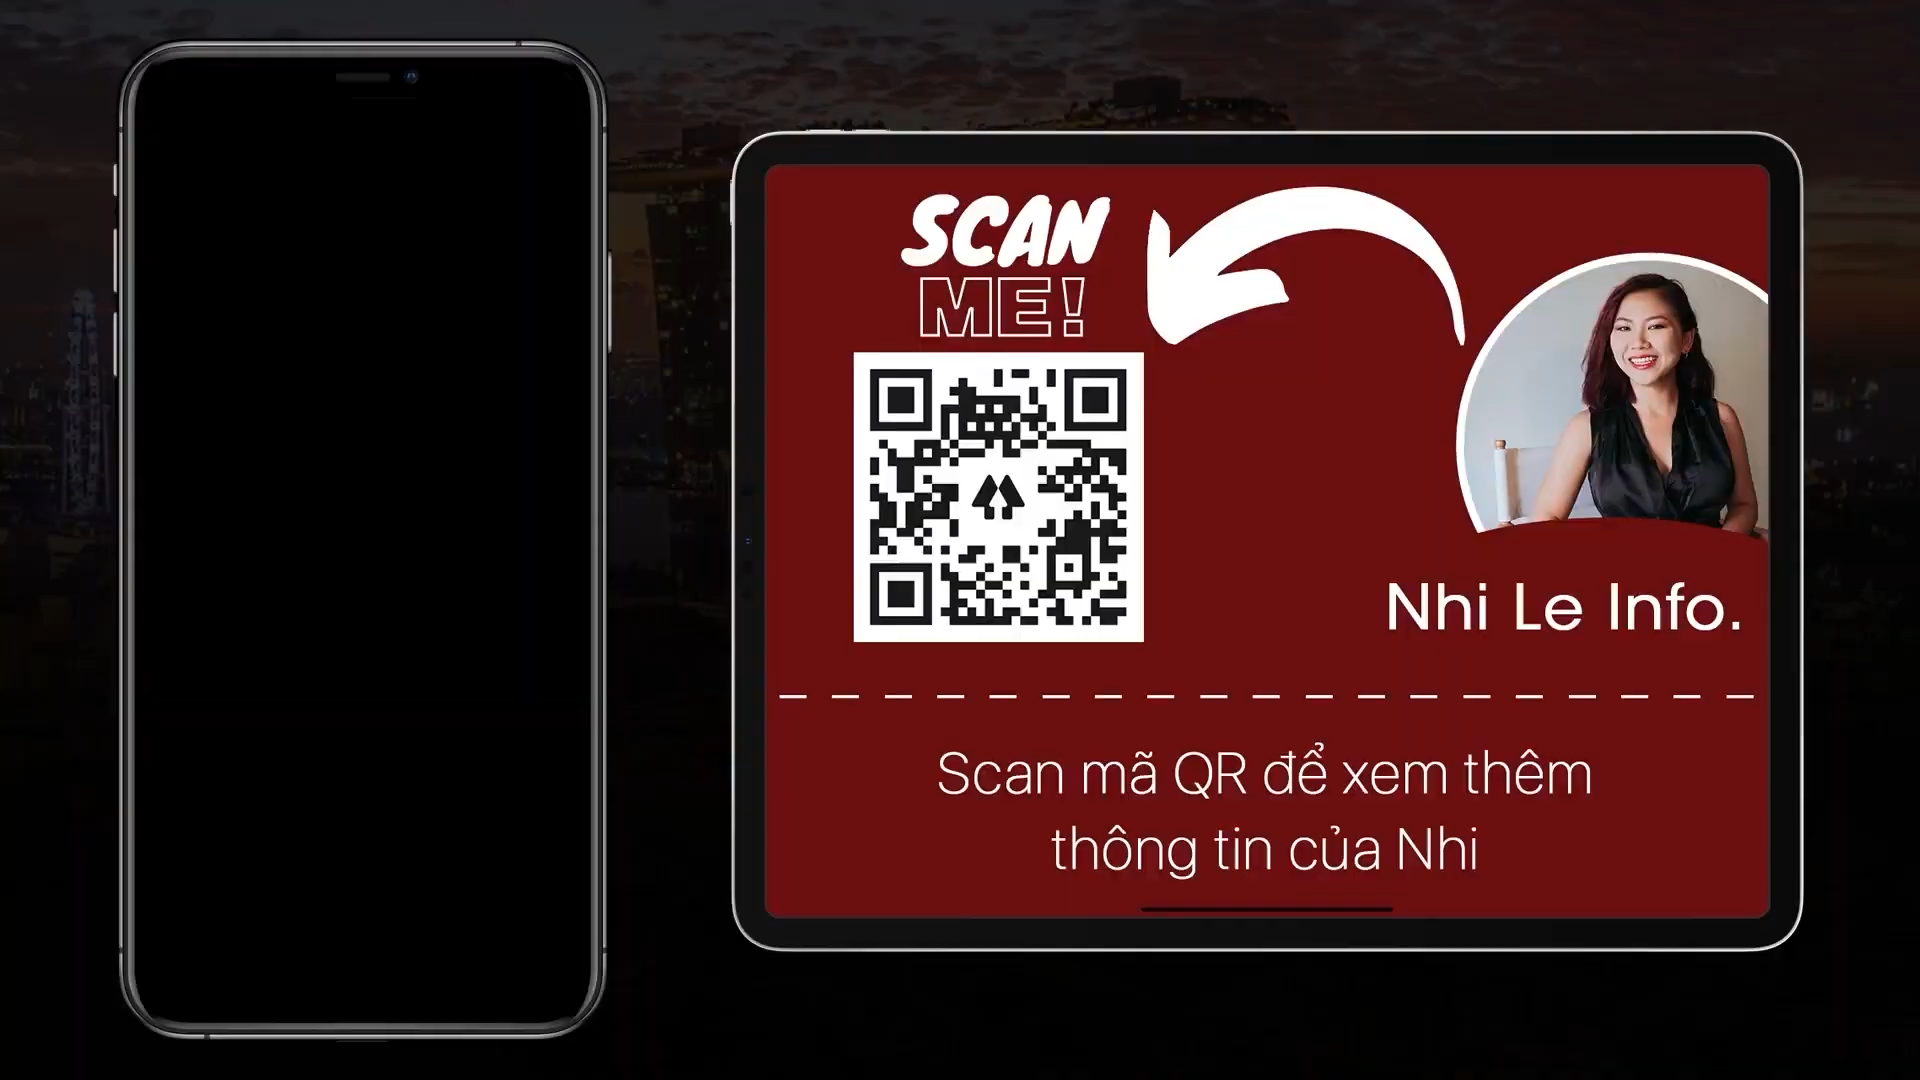 SCAN
ME!
Nhi Le Info.
Scan mã QR để xem thêm
thông tin của Nhi